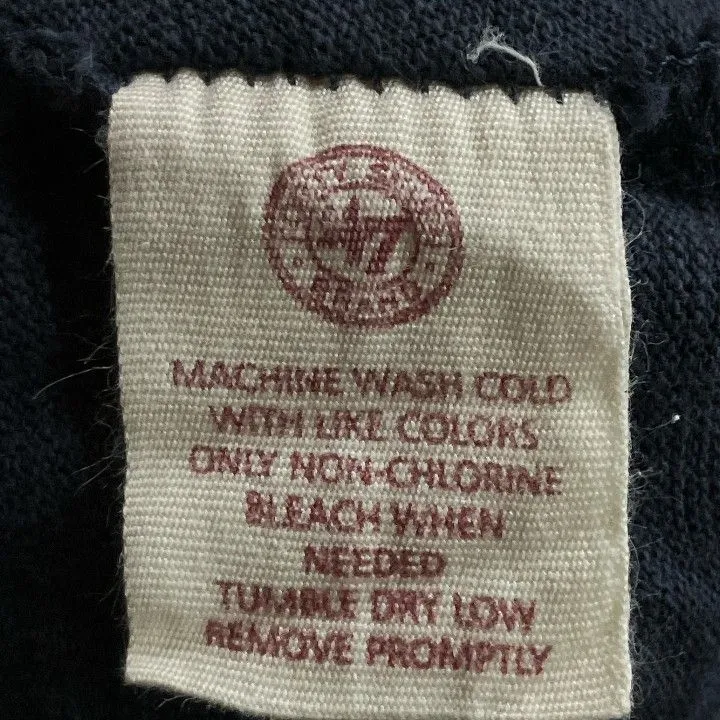 '47
BRAND
MACHINE WASH COLD
WITH LIKE COLORS
ONLY NON-CHLORINE
BLEACH WHEN
NEEDED
TUMBLE DRY LOW
REMOVE PROMPTLY